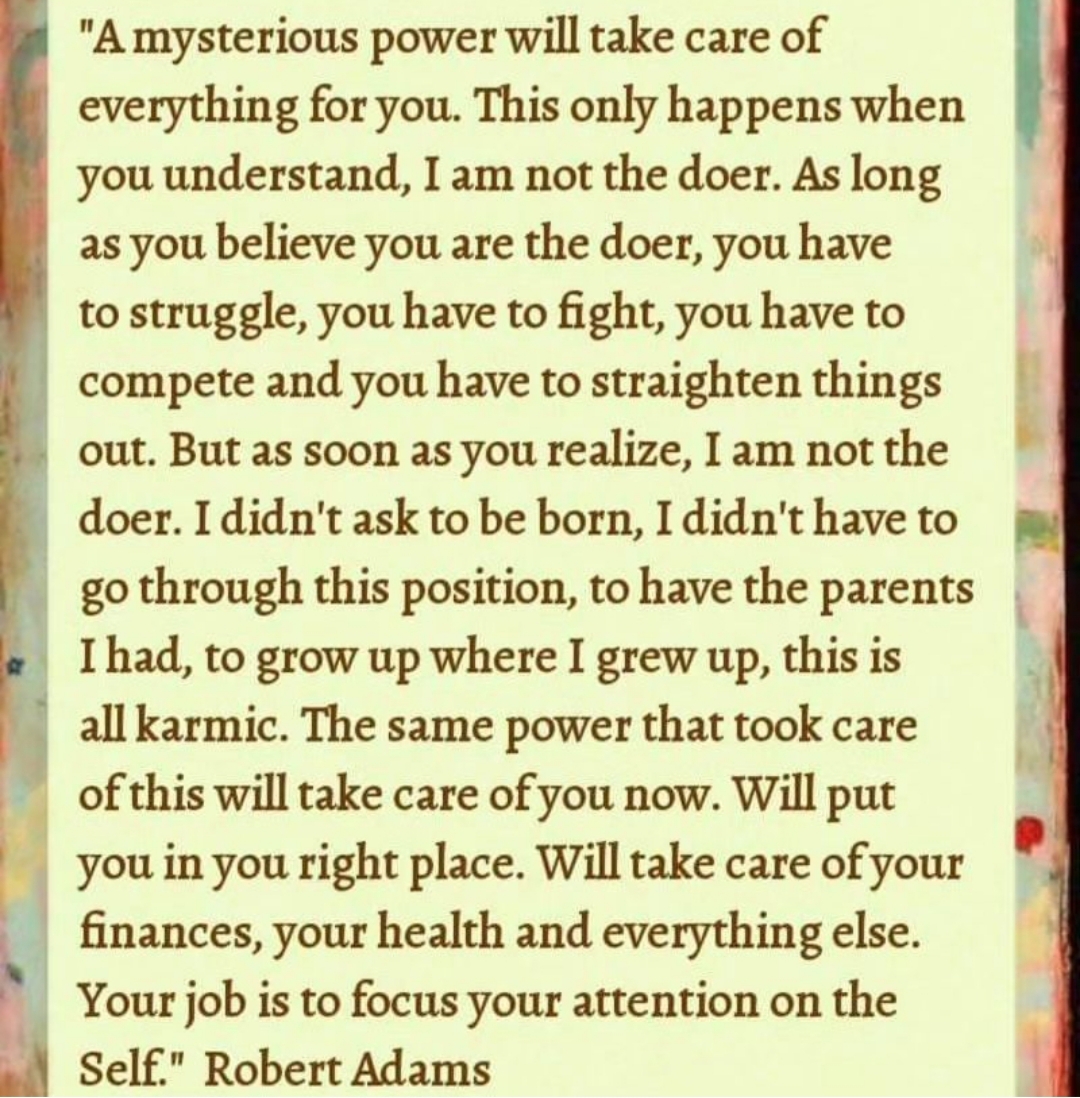 "A mysterious power will take care of
everything for you. This only happens when
you understand, I am not the doer. As long
as you believe you are the doer, you have
to struggle, you have to fight, you have to
compete and you have to straighten things
out. But as soon as you realize, I am not the
doer. I didn't ask to be born, I didn't have to
go through this position, to have the parents
I had, to grow up where I grew up, this is
all karmic. The same power that took care
of this will take care of you now. Will put
you in you right place. Will take care of your
finances, your health and everything else.
Your job is to focus your attention on the
Self." Robert Adams